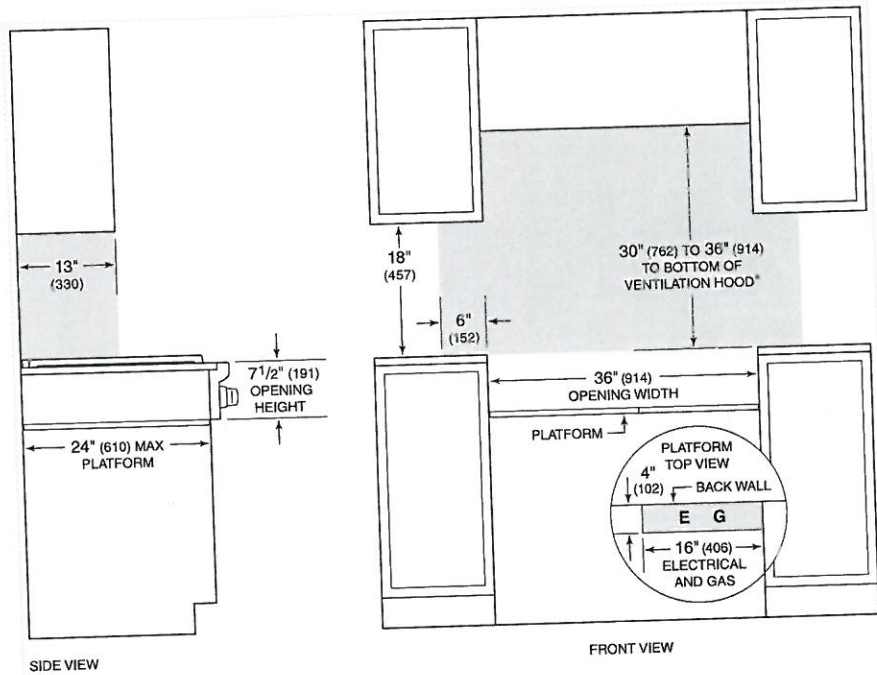 13"
(330)
7 1/2" (191)
OPENING
HEIGHT
24" (610) MAX
PLATFORM
SIDE VIEW
18"
(457)
6"
(152)
30" (762) TO 36" (914)
TO BOTTOM OF
VENTILATION HOOD*
36" (914)
OPENING WIDTH
PLATFORM
PLATFORM
TOP VIEW
4"
(102)
BACK WALL
E G
16" (406)
ELECTRICAL
AND GAS
FRONT VIEW